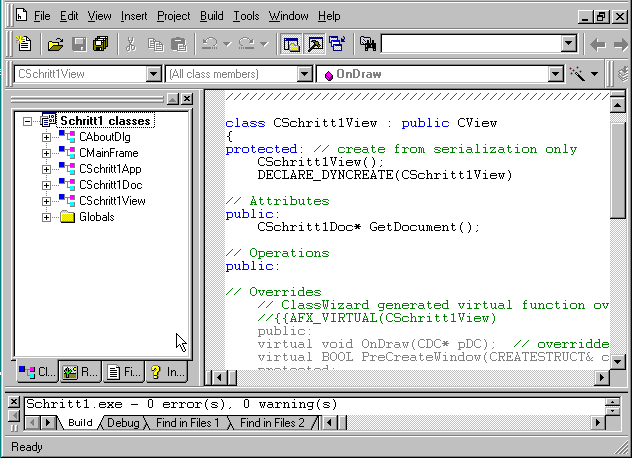 File Edit View Insert Project Build Tools Window Help
CSchritt1View (All class members) OnDraw
Schritt1 classes
CAboutDlg
CMainFrame
CSchritt1App
CSchritt1Doc
CSchritt1View
Globals
Cl... R... Fi... In...
////////////////////////////////////////////////
class CSchritt1View : public CView
{
protected: // create from serialization only
CSchritt1View();
DECLARE_DYNCREATE(CSchritt1View)
// Attributes
public:
CSchritt1Doc* GetDocument();
// Operations
public:
// Overrides
// ClassWizard generated virtual function ov
//{{AFX_VIRTUAL(CSchritt1View)
public:
virtual void OnDraw(CDC* pDC);  // overridde
virtual BOOL PreCreateWindow(CREATESTRUCT& c
protected:
Schritt1.exe - 0 error(s), 0 warning(s)
Build Debug Find in Files 1 Find in Files 2
Ready